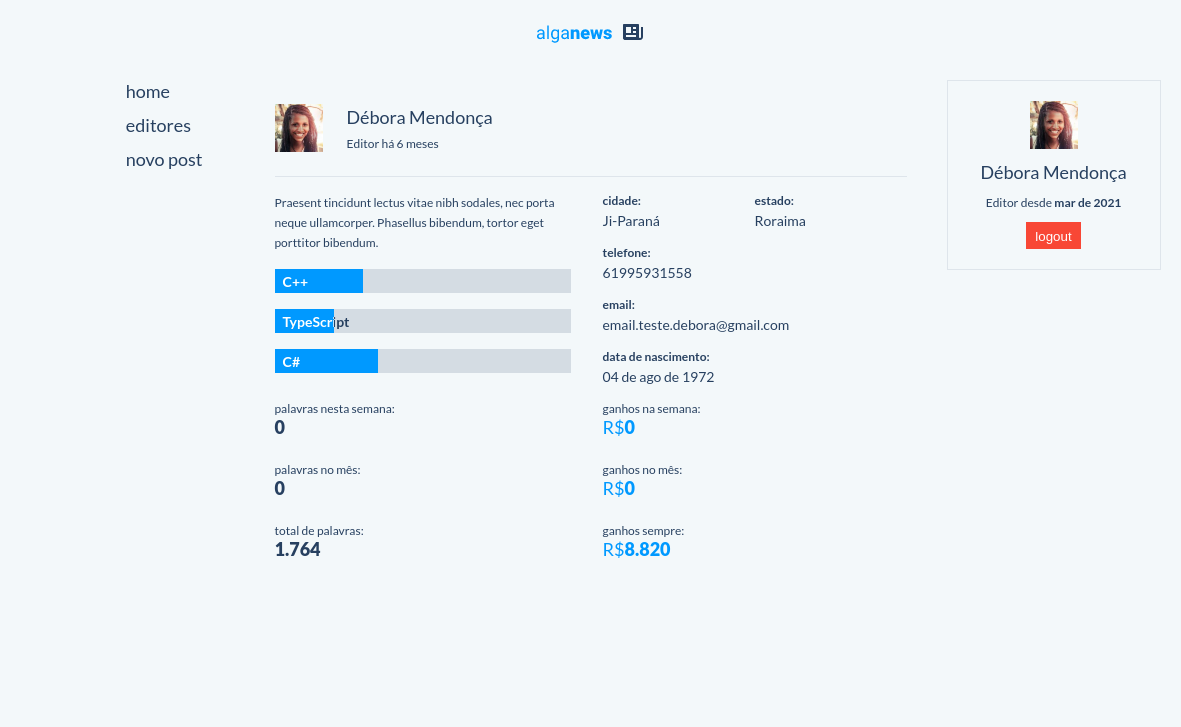 alganews
home
editores
novo post
Débora Mendonça
Editor há 6 meses
Praesent tincidunt lectus vitae nibh sodales, nec porta
neque ullamcorper. Phasellus bibendum, tortor eget
porttitor bibendum.
C++
TypeScript
C#
cidade:
Ji-Paraná
estado:
Roraima
telefone:
61995931558
email:
email.teste.debora@gmail.com
data de nascimento:
04 de ago de 1972
palavras nesta semana:
0
ganhos na semana:
R$0
palavras no mês:
0
ganhos no mês:
R$0
total de palavras:
1.764
ganhos sempre:
R$8.820
Débora Mendonça
Editor desde mar de 2021
logout